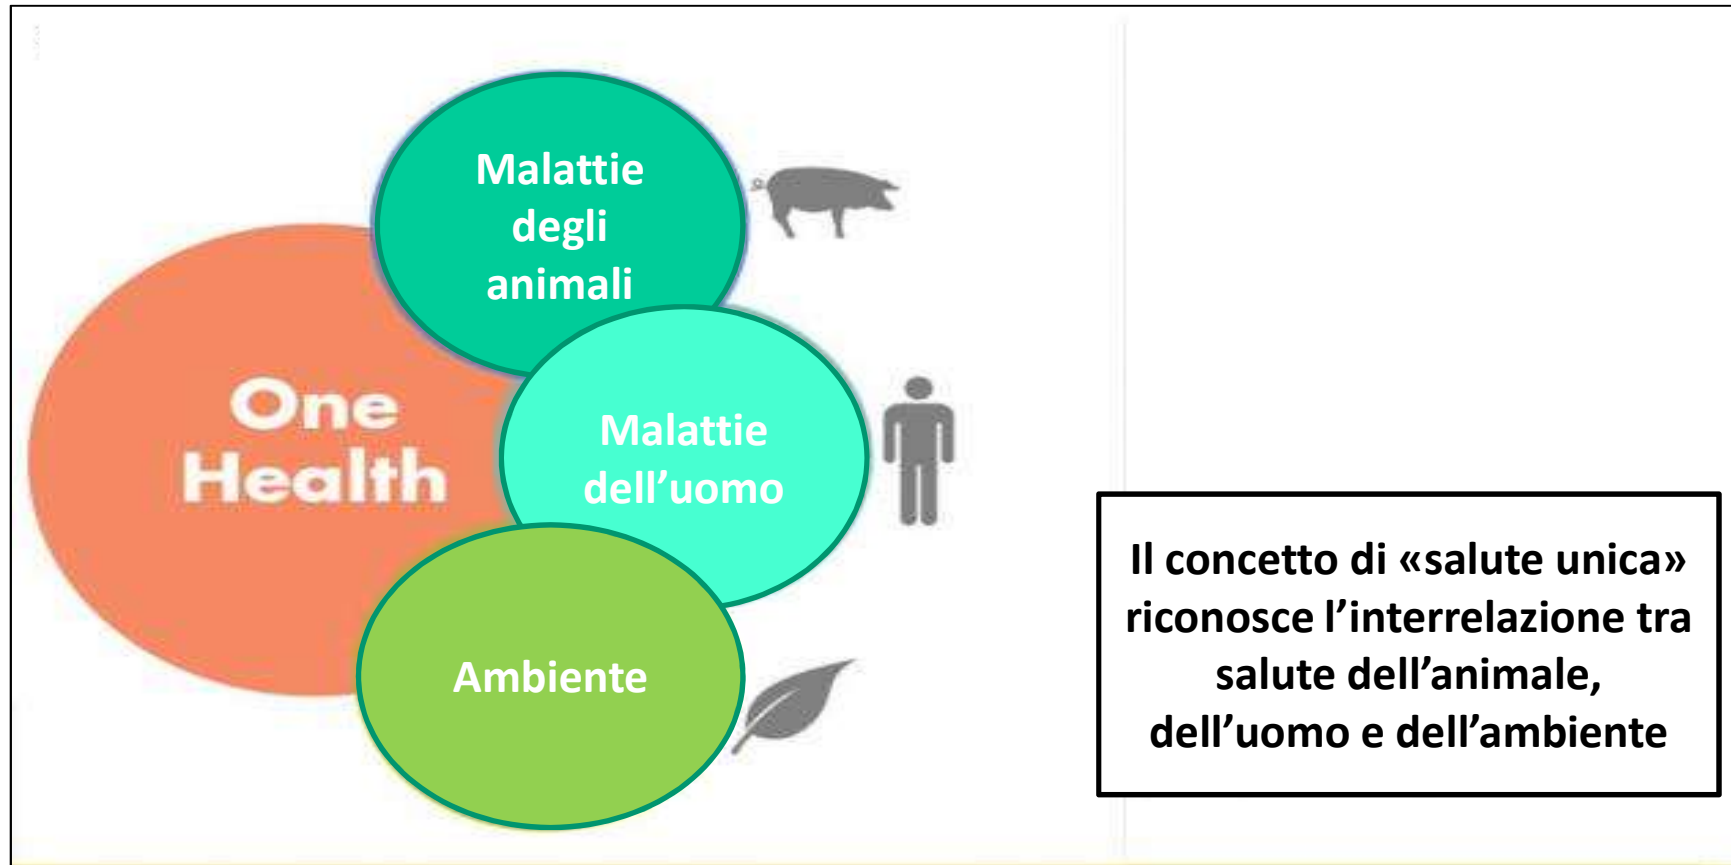 Malattie
degli
animali
One
Health
Malattie
dell’uomo
Ambiente
Il concetto di «salute unica»
riconosce l’interrelazione tra
salute dell’animale,
dell’uomo e dell’ambiente